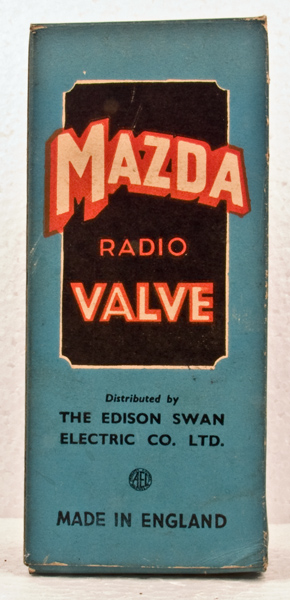 MAZDA
RADIO
VALVE
Distributed by
THE EDISON SWAN
ELECTRIC CO. LTD.
AEI
MADE IN ENGLAND